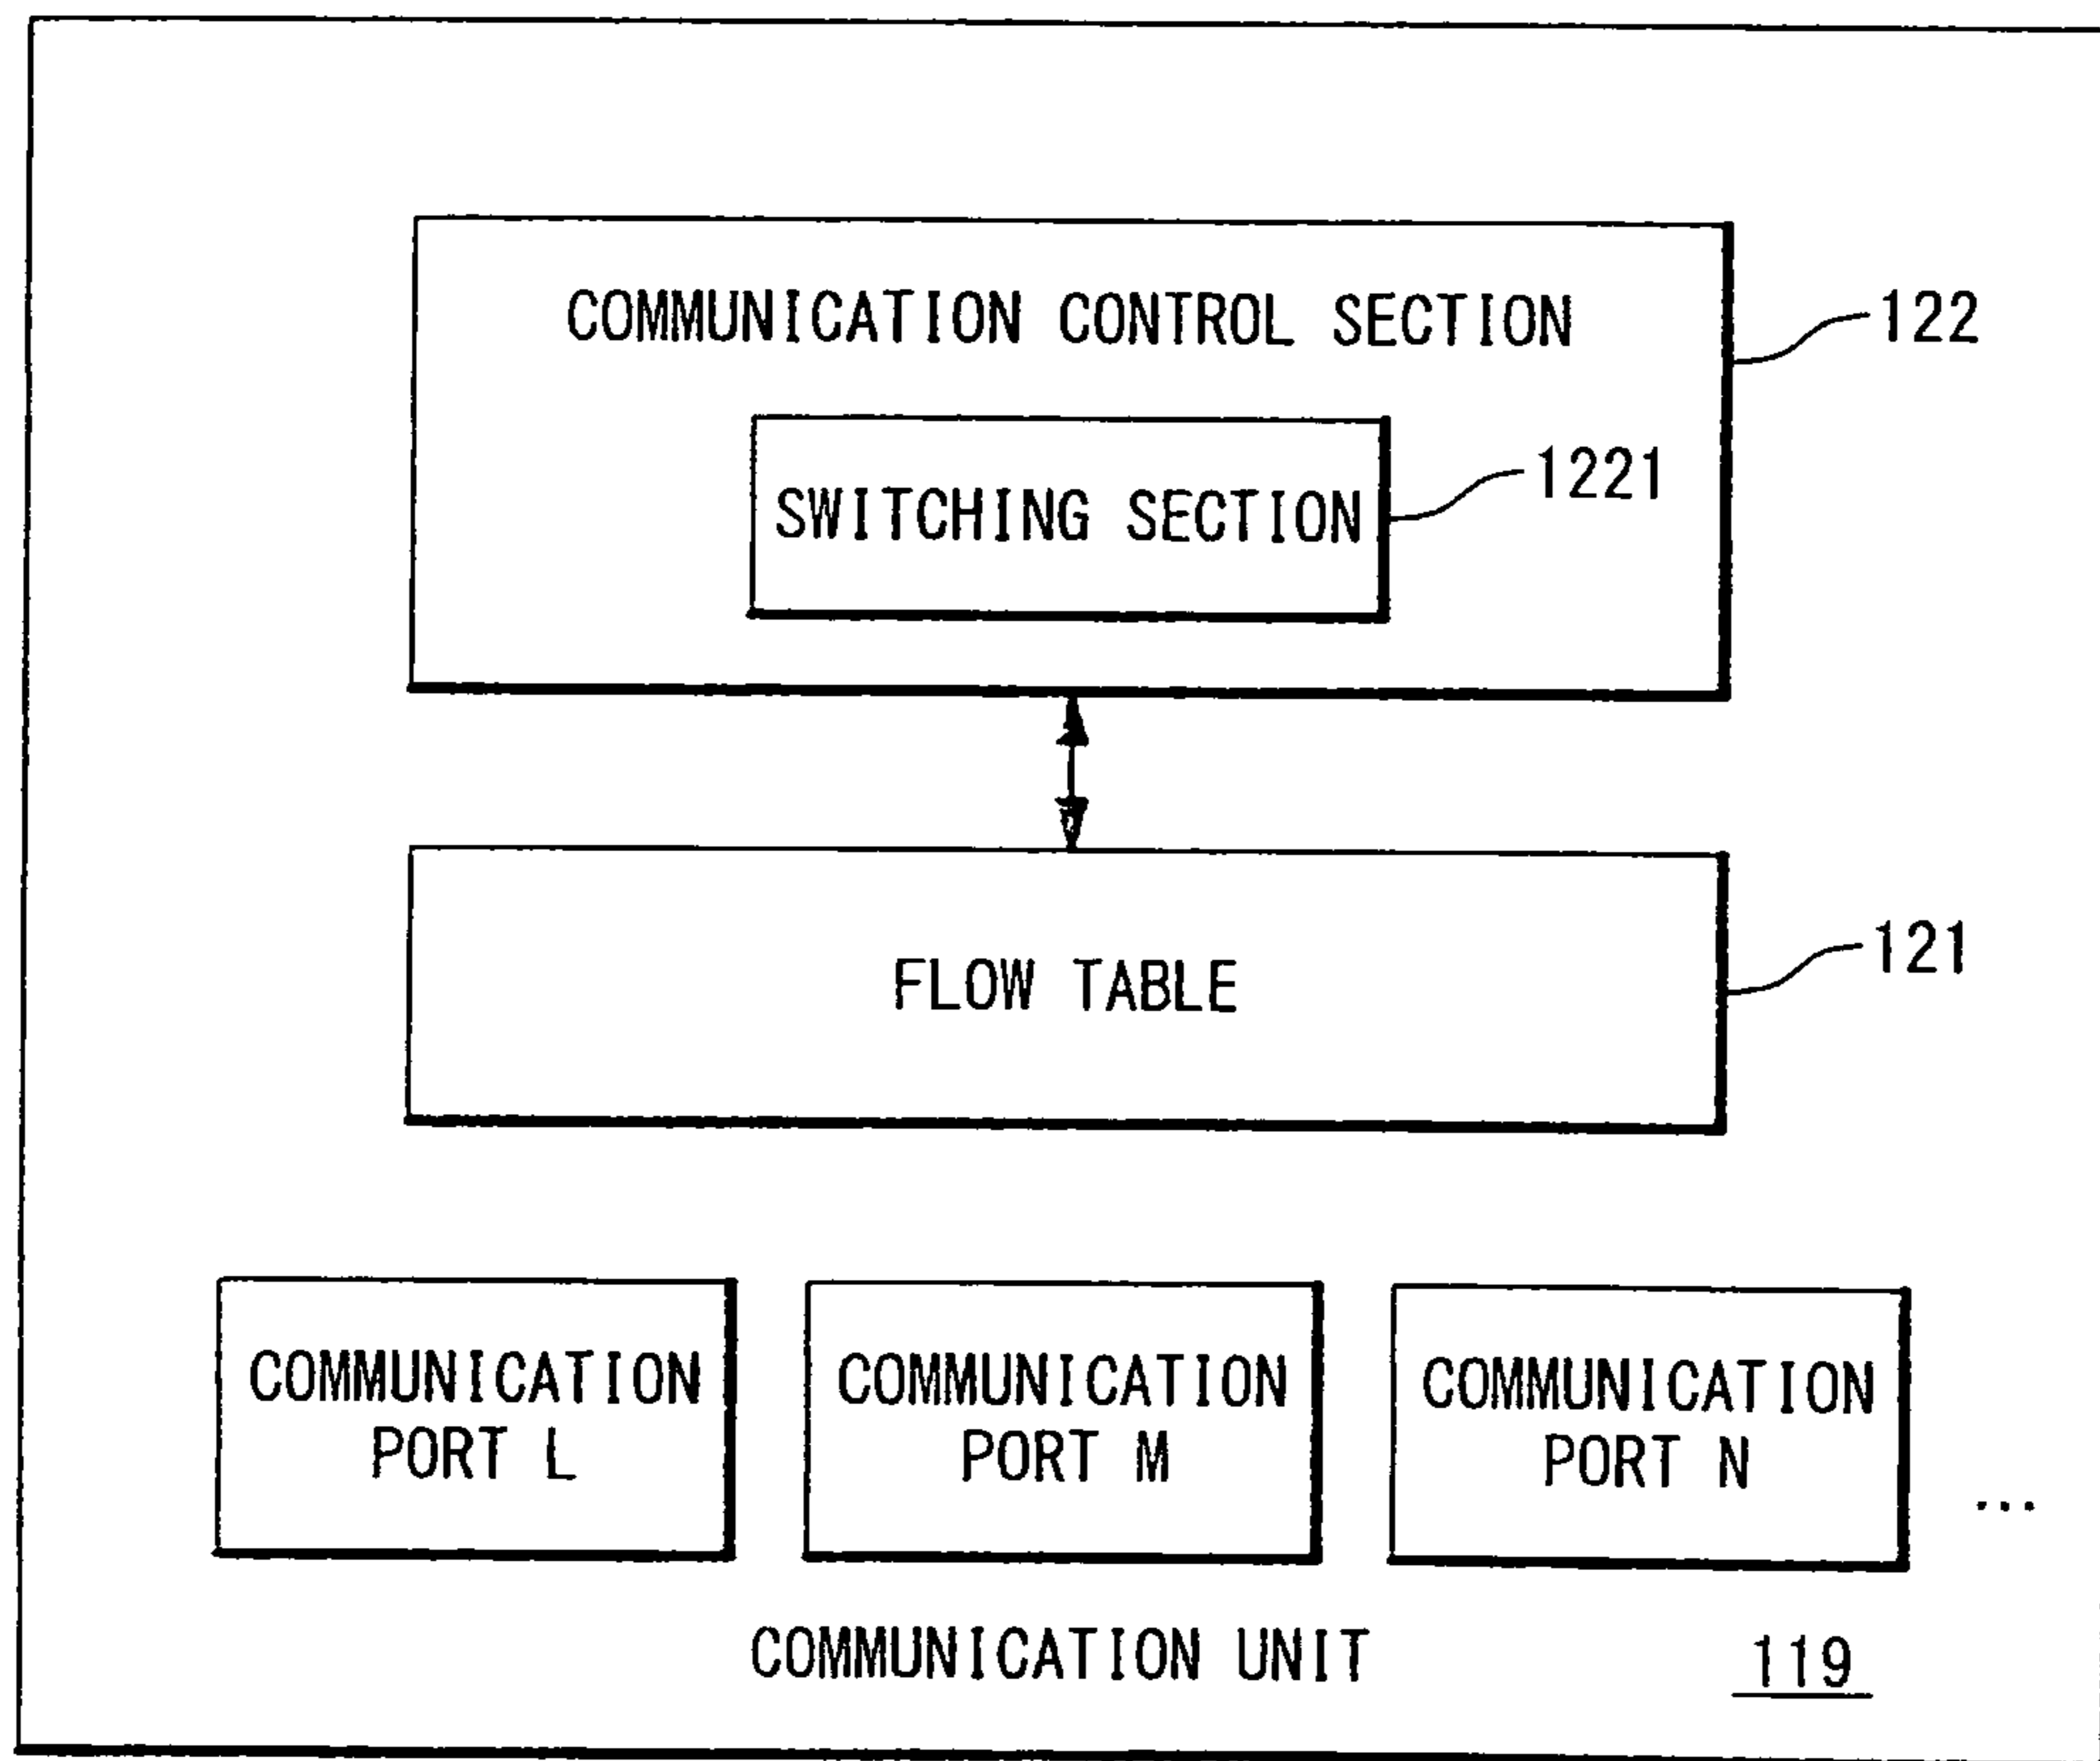 COMMUNICATION CONTROL SECTION
122
SWITCHING SECTION
1221
FLOW TABLE
121
COMMUNICATION
PORT L
COMMUNICATION
PORT M
COMMUNICATION
PORT N
...
COMMUNICATION UNIT
119